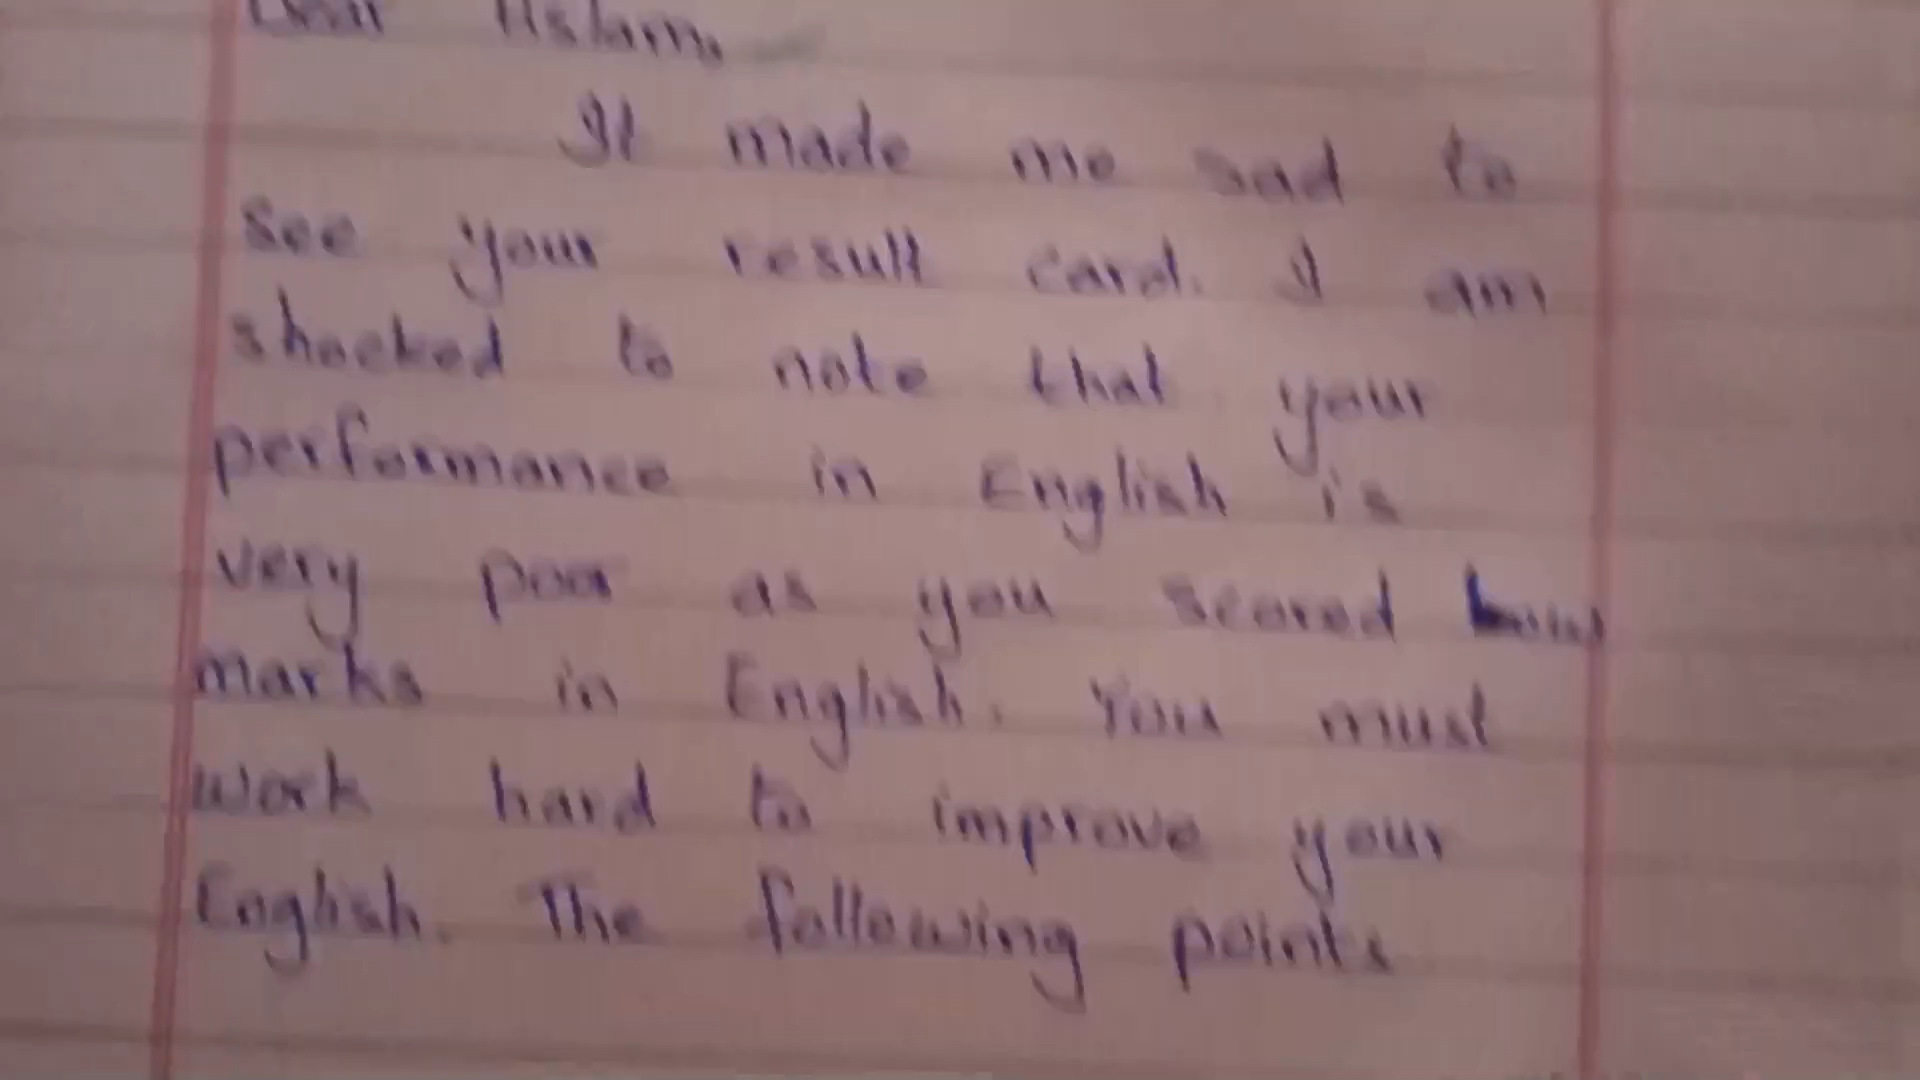 Dear Aslam,
It made me sad to
see your result card. I am
shocked to note that your
performance in English is
very poor as you scored
marks in English. You must
work hard to improve your
English. The following points